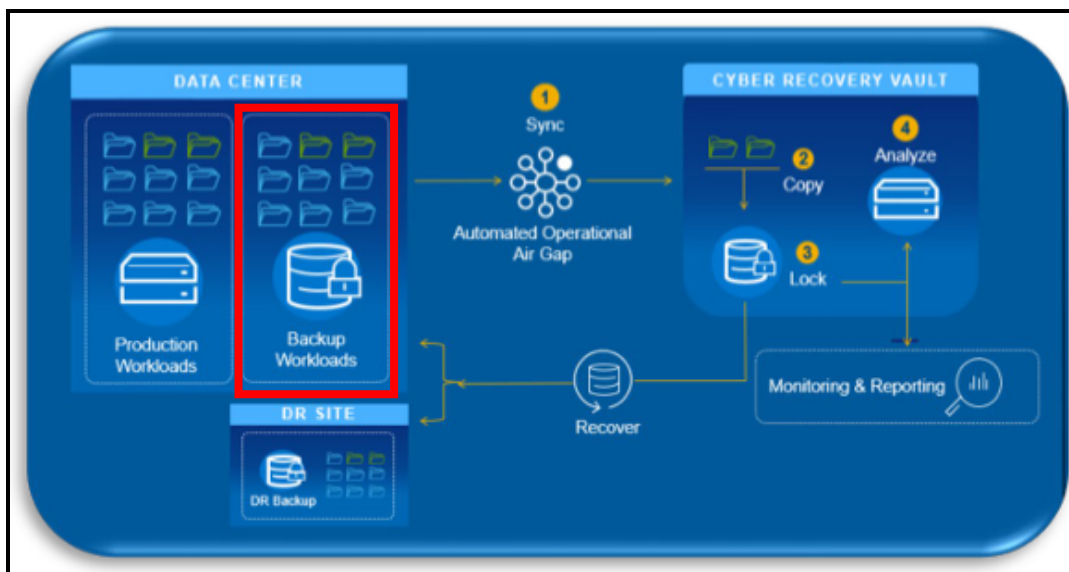 DATA CENTER
Production
Workloads
Backup
Workloads
DR SITE
DR Backup
1
Sync
Automated Operational
Air Gap
Recover
CYBER RECOVERY VAULT
2
Copy
3
Lock
4
Analyze
Monitoring & Reporting